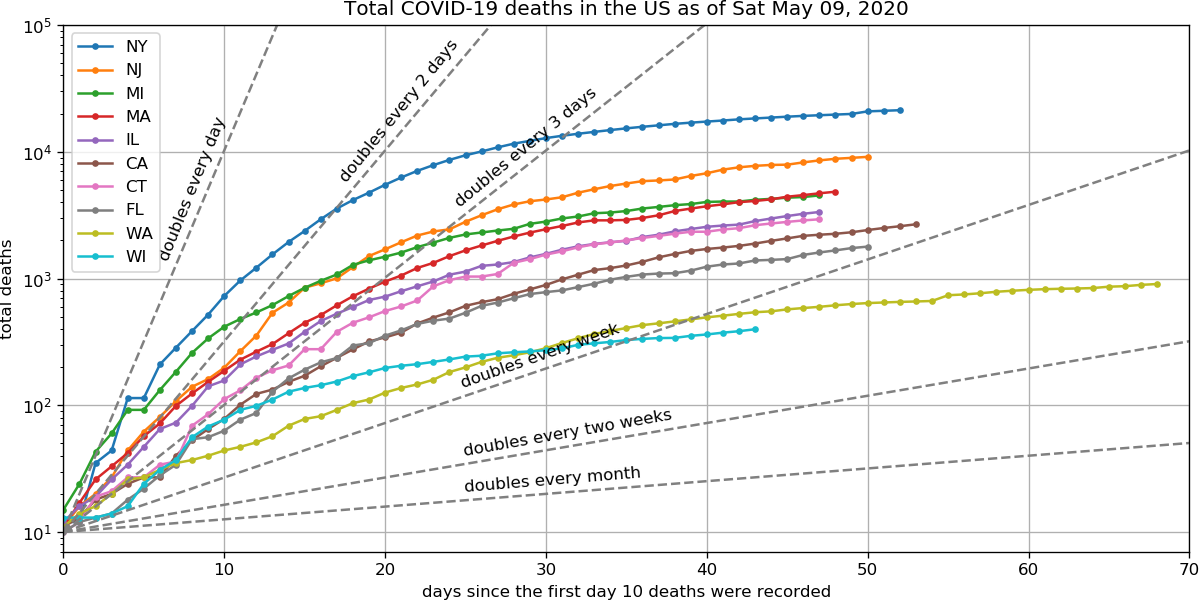 Total COVID-19 deaths in the US as of Sat May 09, 2020
total deaths
10^5
10^4
10^3
10^2
10^1
NY
NJ
MI
MA
IL
CA
CT
FL
WA
WI
doubles every day
doubles every 2 days
doubles every 3 days
doubles every week
doubles every two weeks
doubles every month
0 10 20 30 40 50 60 70
days since the first day 10 deaths were recorded